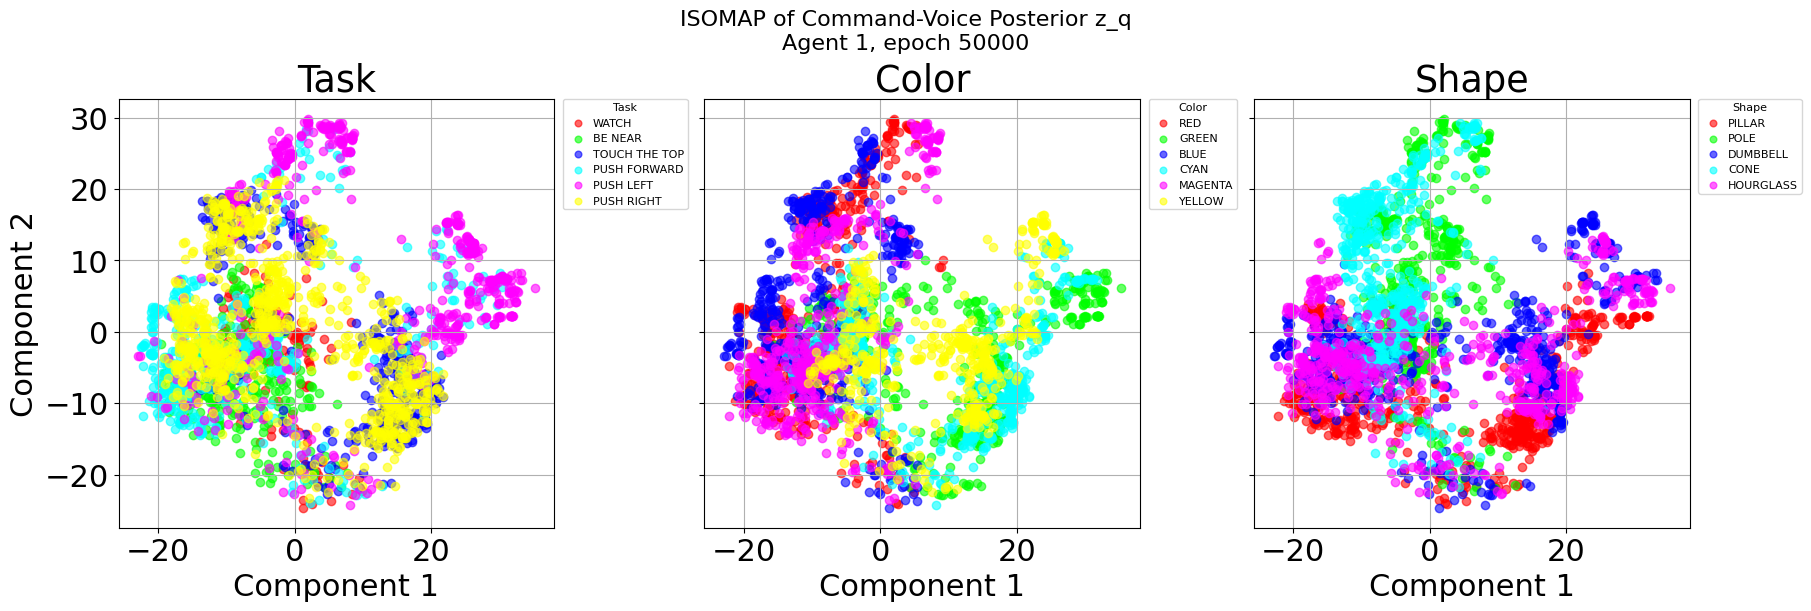 ISOMAP of Command-Voice Posterior z_q
Agent 1, epoch 50000
Task
Color
Shape
Task
WATCH
BE NEAR
TOUCH THE TOP
PUSH FORWARD
PUSH LEFT
PUSH RIGHT
Color
RED
GREEN
BLUE
CYAN
MAGENTA
YELLOW
Shape
PILLAR
POLE
DUMBBELL
CONE
HOURGLASS
Component 2
30
20
10
0
−10
−20
−20 0 20
−20 0 20
−20 0 20
Component 1
Component 1
Component 1